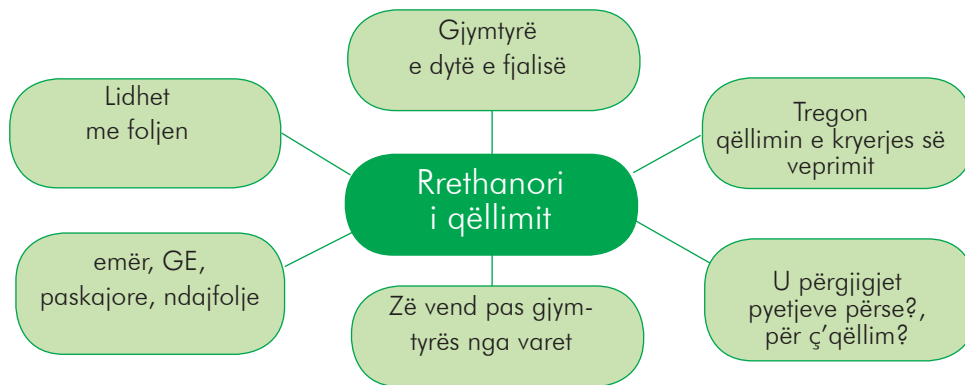 Gjymtyrë
e dytë e fjalisë
Lidhet
me foljen
Tregon
qëllimin e kryerjes së
veprimit
Rrethanori
i qëllimit
emër, GE,
paskajore, ndajfolje
Zë vend pas gjym-
tyrës nga varet
U përgjigjet
pyetjeve përse?,
për ç’qëllim?